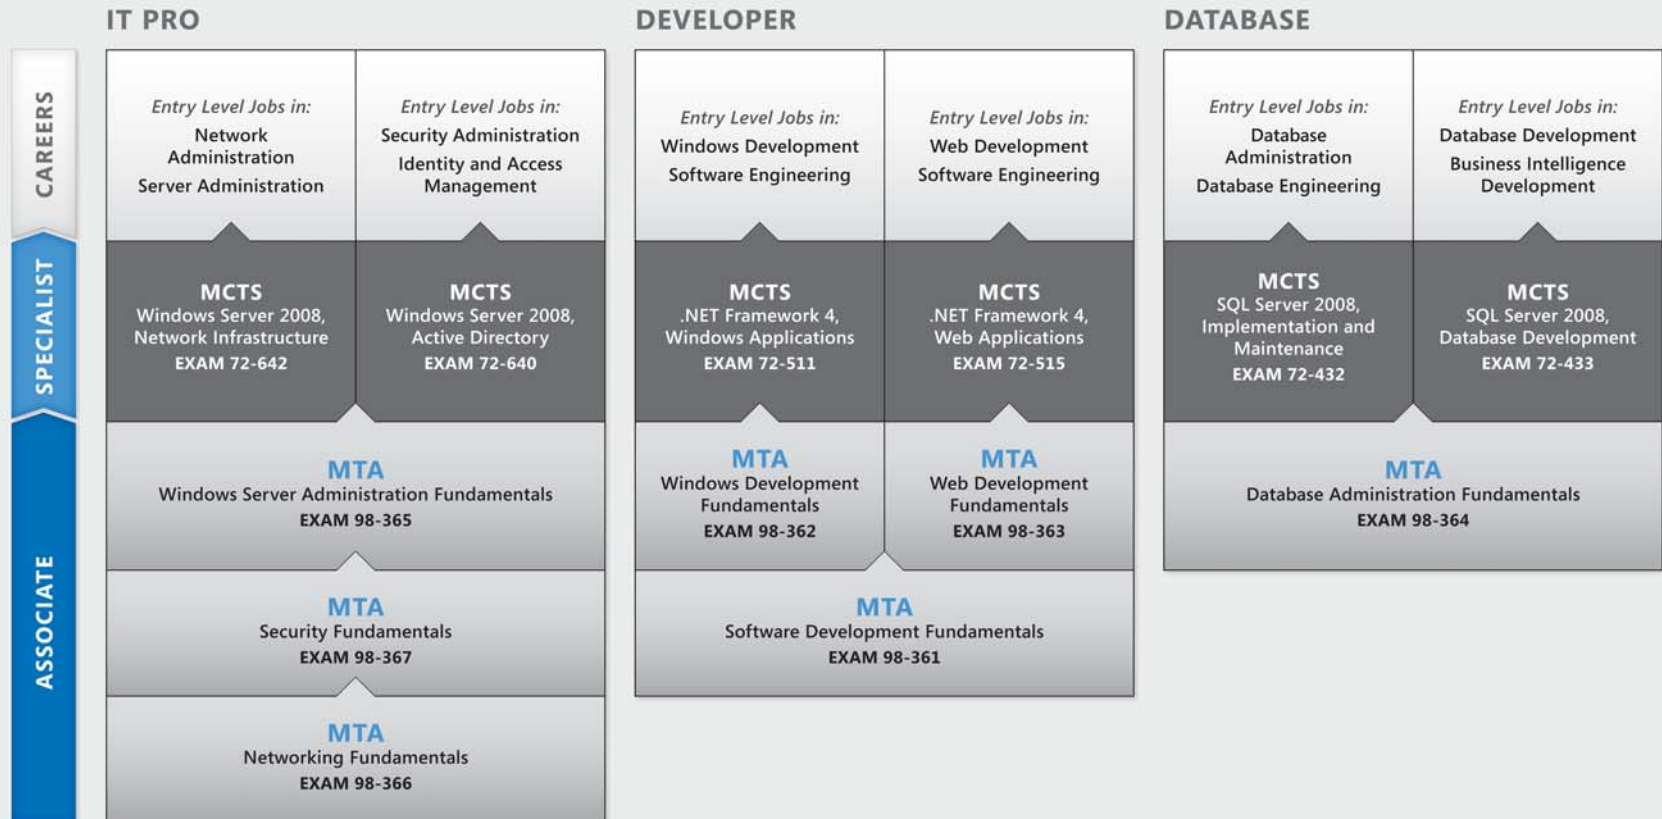 IT PRO
DEVELOPER
DATABASE
CAREERS
SPECIALIST
ASSOCIATE
Entry Level Jobs in:
Network
Administration
Server Administration
Entry Level Jobs in:
Security Administration
Identity and Access
Management
MCTS
Windows Server 2008,
Network Infrastructure
EXAM 72-642
MCTS
Windows Server 2008,
Active Directory
EXAM 72-640
MTA
Windows Server Administration Fundamentals
EXAM 98-365
MTA
Security Fundamentals
EXAM 98-367
MTA
Networking Fundamentals
EXAM 98-366
Entry Level Jobs in:
Windows Development
Software Engineering
Entry Level Jobs in:
Web Development
Software Engineering
MCTS
.NET Framework 4,
Windows Applications
EXAM 72-511
MCTS
.NET Framework 4,
Web Applications
EXAM 72-515
MTA
Windows Development
Fundamentals
EXAM 98-362
MTA
Web Development
Fundamentals
EXAM 98-363
MTA
Software Development Fundamentals
EXAM 98-361
Entry Level Jobs in:
Database
Administration
Database Engineering
Entry Level Jobs in:
Database Development
Business Intelligence
Development
MCTS
SQL Server 2008,
Implementation and
Maintenance
EXAM 72-432
MCTS
SQL Server 2008,
Database Development
EXAM 72-433
MTA
Database Administration Fundamentals
EXAM 98-364